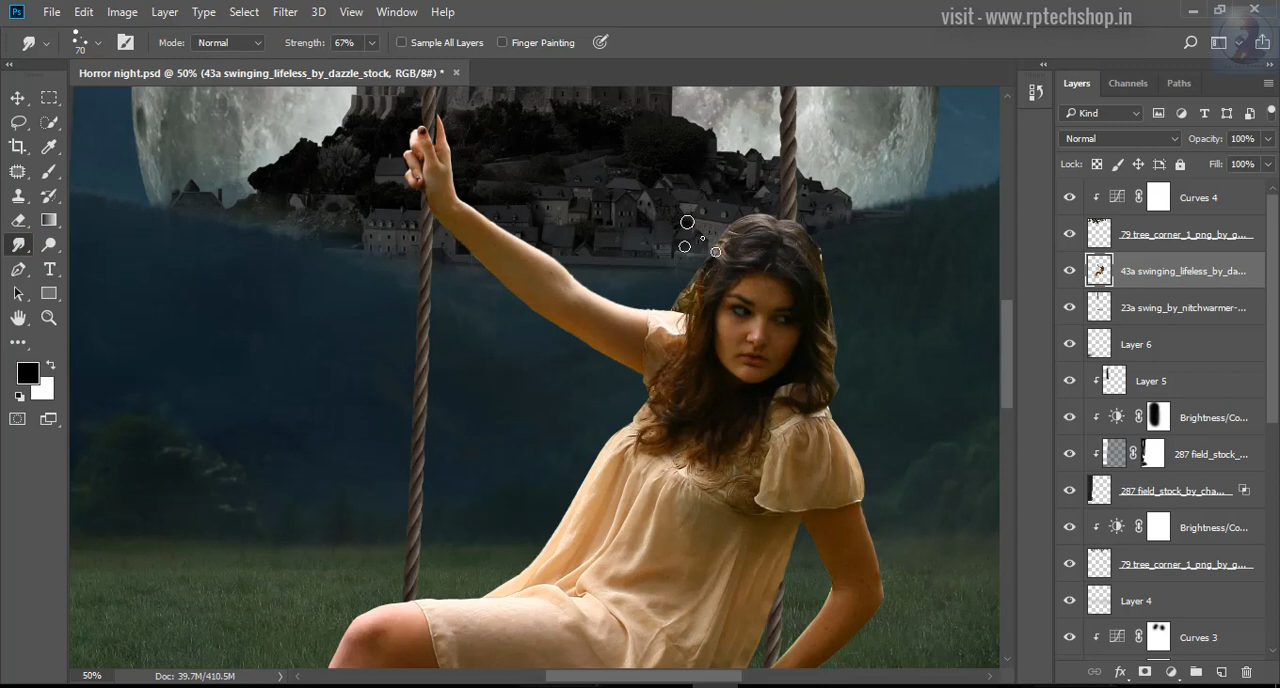 Ps File Edit Image Layer Type Select Filter 3D View Window Help
visit - www.rptechshop.in
70 Mode: Normal Strength: 67% Sample All Layers Finger Painting
Horror night.psd @ 50% (43a swinging_lifeless_by_dazzle_stock, RGB/8#) * ×
Layers Channels Paths
Kind
Normal Opacity: 100%
Lock: Fill: 100%
Curves 4
79 tree_corner_1_png_by_g...
43a swinging_lifeless_by_da...
23a swing_by_nitchwarmer-...
Layer 6
Layer 5
Brightness/Co...
287 field_stock_...
287 field_stock_by_cha...
Brightness/Co...
79 tree_corner_1_png_by_g...
Layer 4
Curves 3
50% Doc: 39.7M/410.5M
fx